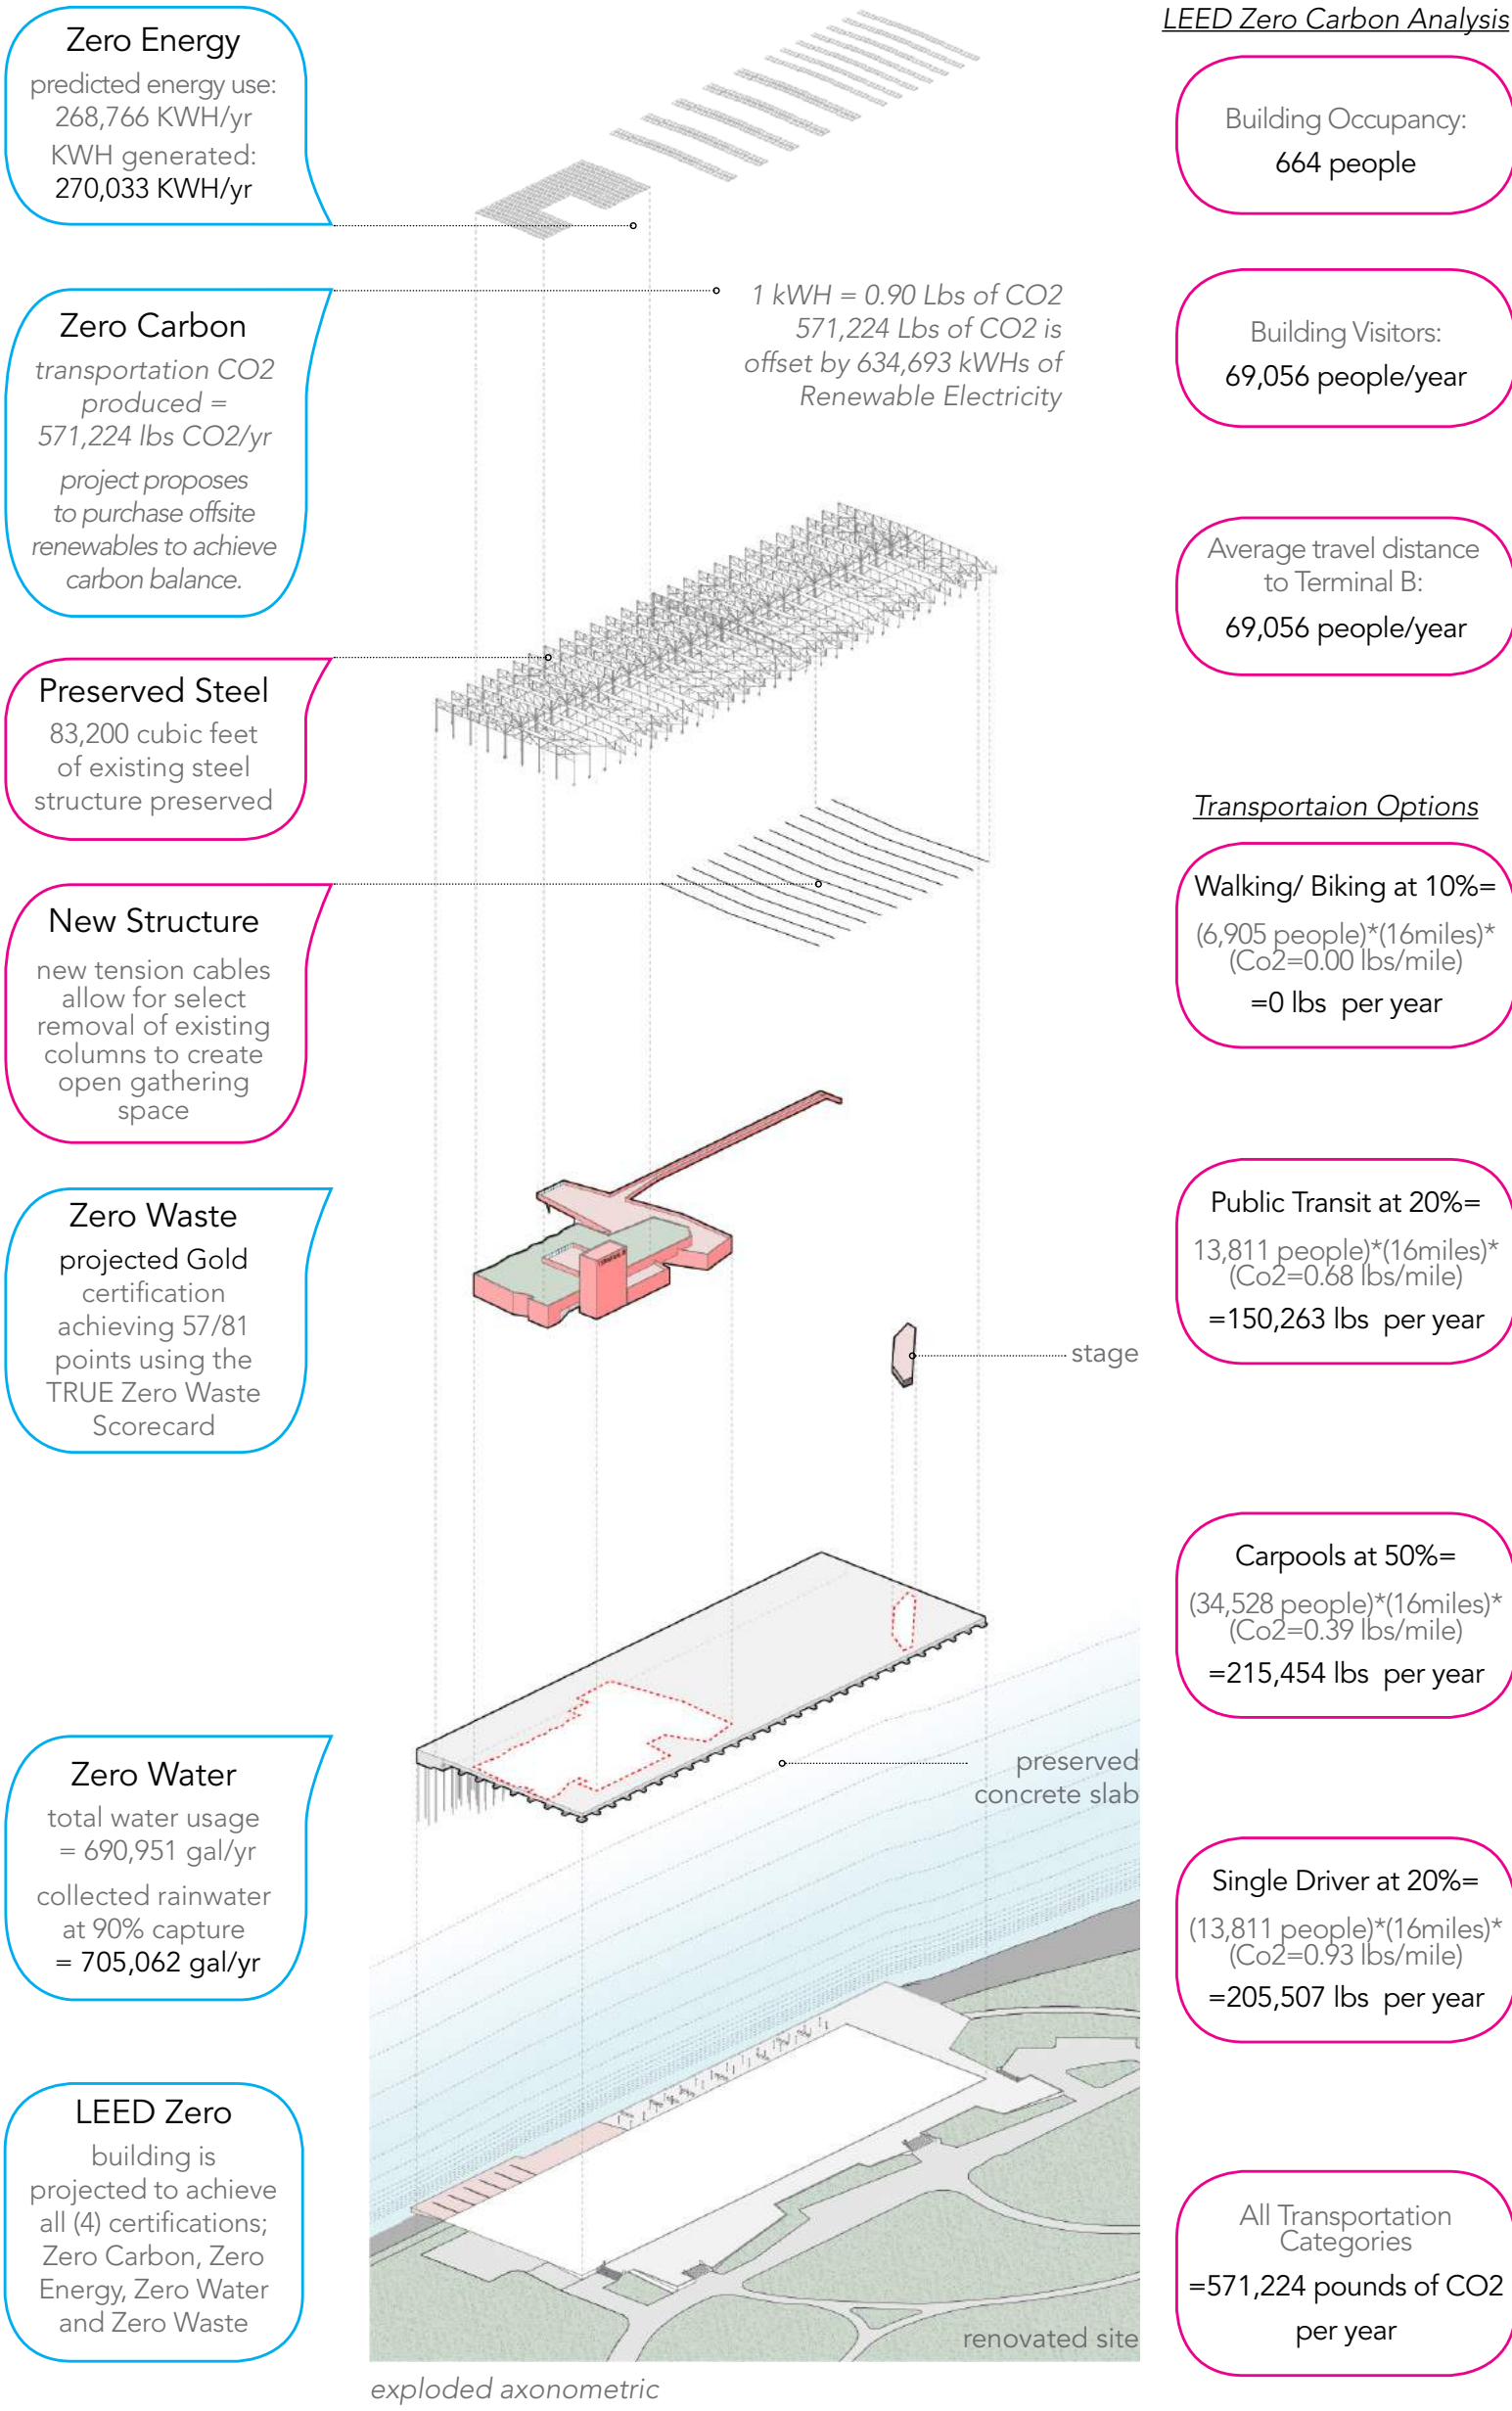 Zero Energy
predicted energy use:
268,766 KWH/yr
KWH generated:
270,033 KWH/yr
Zero Carbon
transportation CO2
produced =
571,224 lbs CO2/yr
project proposes
to purchase offsite
renewables to achieve
carbon balance.
Preserved Steel
83,200 cubic feet
of existing steel
structure preserved
New Structure
new tension cables
allow for select
removal of existing
columns to create
open gathering
space
Zero Waste
projected Gold
certification
achieving 57/81
points using the
TRUE Zero Waste
Scorecard
Zero Water
total water usage
= 690,951 gal/yr
collected rainwater
at 90% capture
= 705,062 gal/yr
LEED Zero
building is
projected to achieve
all (4) certifications;
Zero Carbon, Zero
Energy, Zero Water
and Zero Waste
1 kWH = 0.90 Lbs of CO2
571,224 Lbs of CO2 is
offset by 634,693 kWHs of
Renewable Electricity
stage
preserved
concrete slab
renovated site
exploded axonometric
LEED Zero Carbon Analysis
Building Occupancy:
664 people
Building Visitors:
69,056 people/year
Average travel distance
to Terminal B:
69,056 people/year
Transportaion Options
Walking/ Biking at 10%=
(6,905 people)*(16miles)*
(Co2=0.00 lbs/mile)
=0 lbs per year
Public Transit at 20%=
13,811 people)*(16miles)*
(Co2=0.68 lbs/mile)
=150,263 lbs per year
Carpools at 50%=
(34,528 people)*(16miles)*
(Co2=0.39 lbs/mile)
=215,454 lbs per year
Single Driver at 20%=
(13,811 people)*(16miles)*
(Co2=0.93 lbs/mile)
=205,507 lbs per year
All Transportation
Categories
=571,224 pounds of CO2
per year